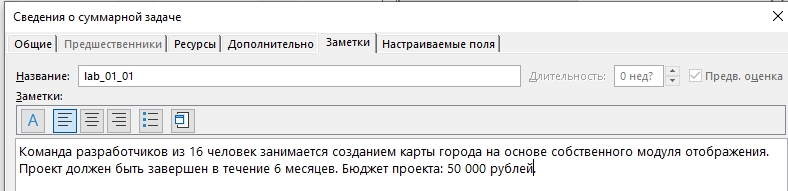 Сведения о суммарной задаче
Общие Предшественники Ресурсы Дополнительно Заметки Настраиваемые поля
Название: lab_01_01 Длительность: 0 нед? Предв. оценка
Заметки:
A
Команда разработчиков из 16 человек занимается созданием карты города на основе собственного модуля отображения.
Проект должен быть завершен в течение 6 месяцев. Бюджет проекта: 50 000 рублей.